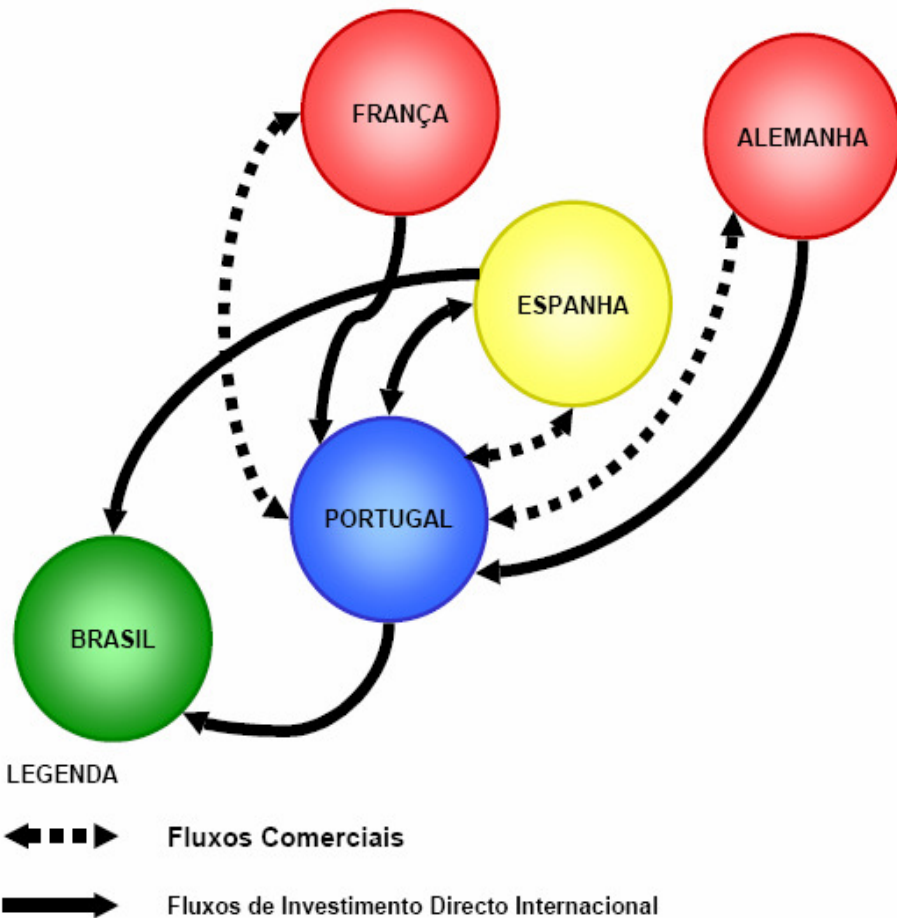 FRANÇA
ALEMANHA
ESPANHA
PORTUGAL
BRASIL
LEGENDA
Fluxos Comerciais
Fluxos de Investimento Directo Internacional